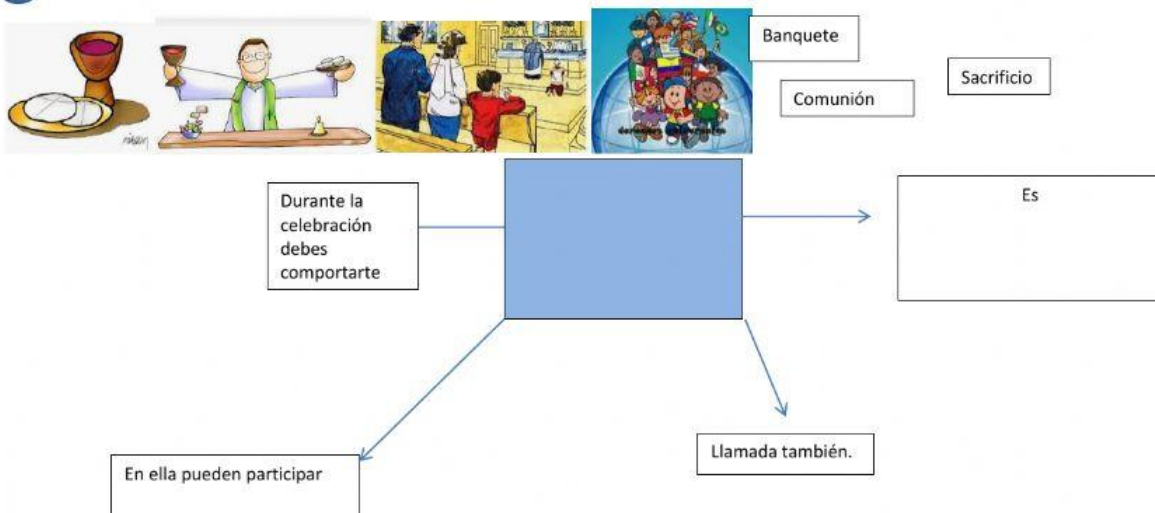 Banquete
Comunión
Sacrificio
Durante la
celebración
debes
comportarte
Es
En ella pueden participar
Llamada también.